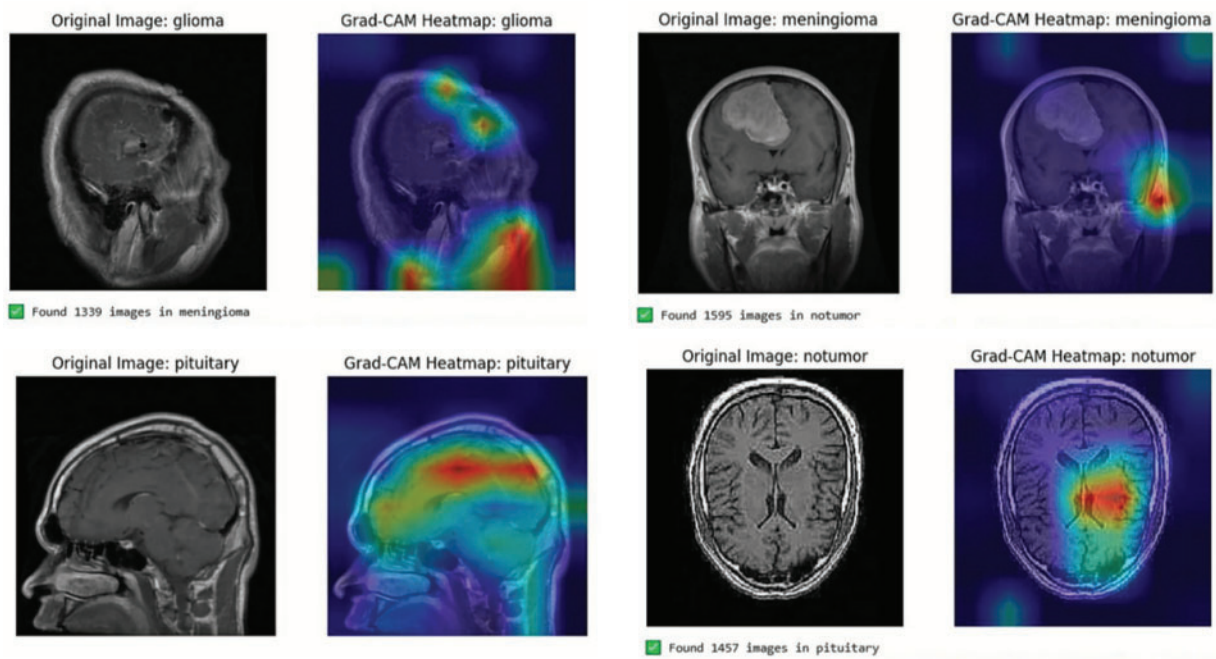 Original Image: glioma
Grad-CAM Heatmap: glioma
Original Image: meningioma
Grad-CAM Heatmap: meningioma
Found 1339 images in meningioma
Found 1595 images in notumor
Original Image: pituitary
Grad-CAM Heatmap: pituitary
Original Image: notumor
Grad-CAM Heatmap: notumor
Found 1457 images in pituitary